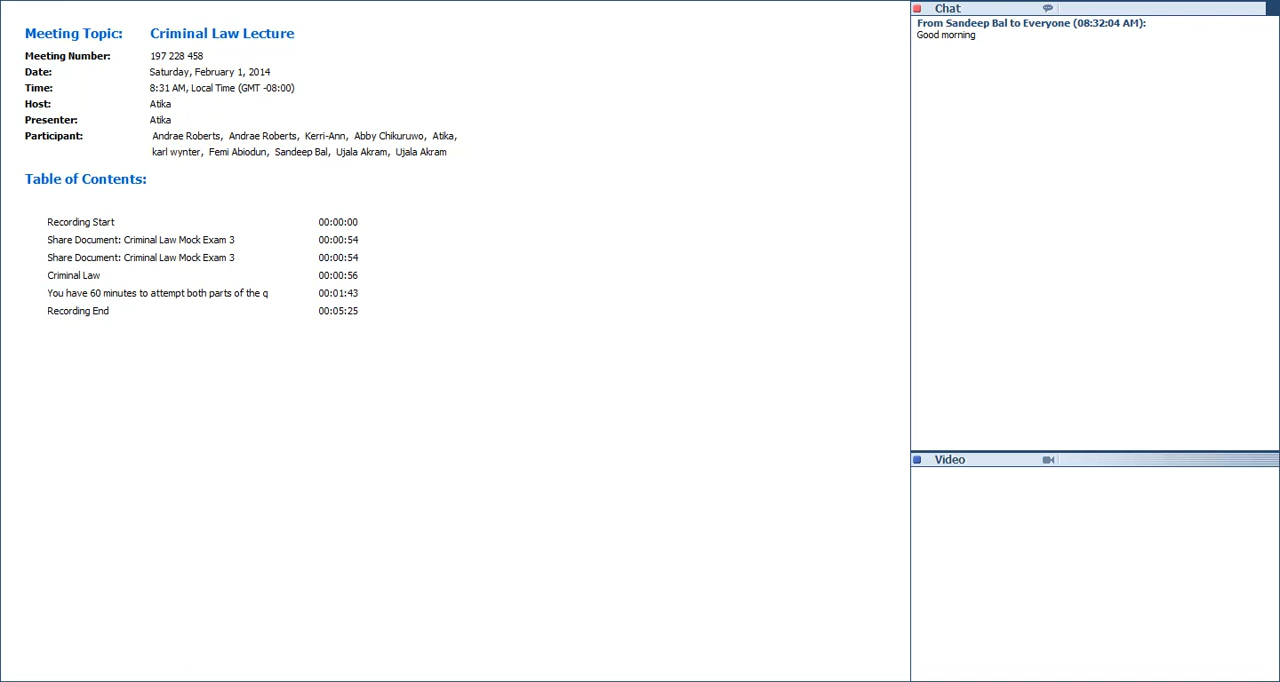 Meeting Topic: Criminal Law Lecture
Meeting Number: 197 228 458
Date: Saturday, February 1, 2014
Time: 8:31 AM, Local Time (GMT -08:00)
Host: Atika
Presenter: Atika
Participant: Andrae Roberts, Andrae Roberts, Kerri-Ann, Abby Chikuruwo, Atika,
karl wynter, Femi Abiodun, Sandeep Bal, Ujala Akram, Ujala Akram
Table of Contents:
Recording Start 00:00:00
Share Document: Criminal Law Mock Exam 3 00:00:54
Share Document: Criminal Law Mock Exam 3 00:00:54
Criminal Law 00:00:56
You have 60 minutes to attempt both parts of the q 00:01:43
Recording End 00:05:25
Chat
From Sandeep Bal to Everyone (08:32:04 AM):
Good morning
Video